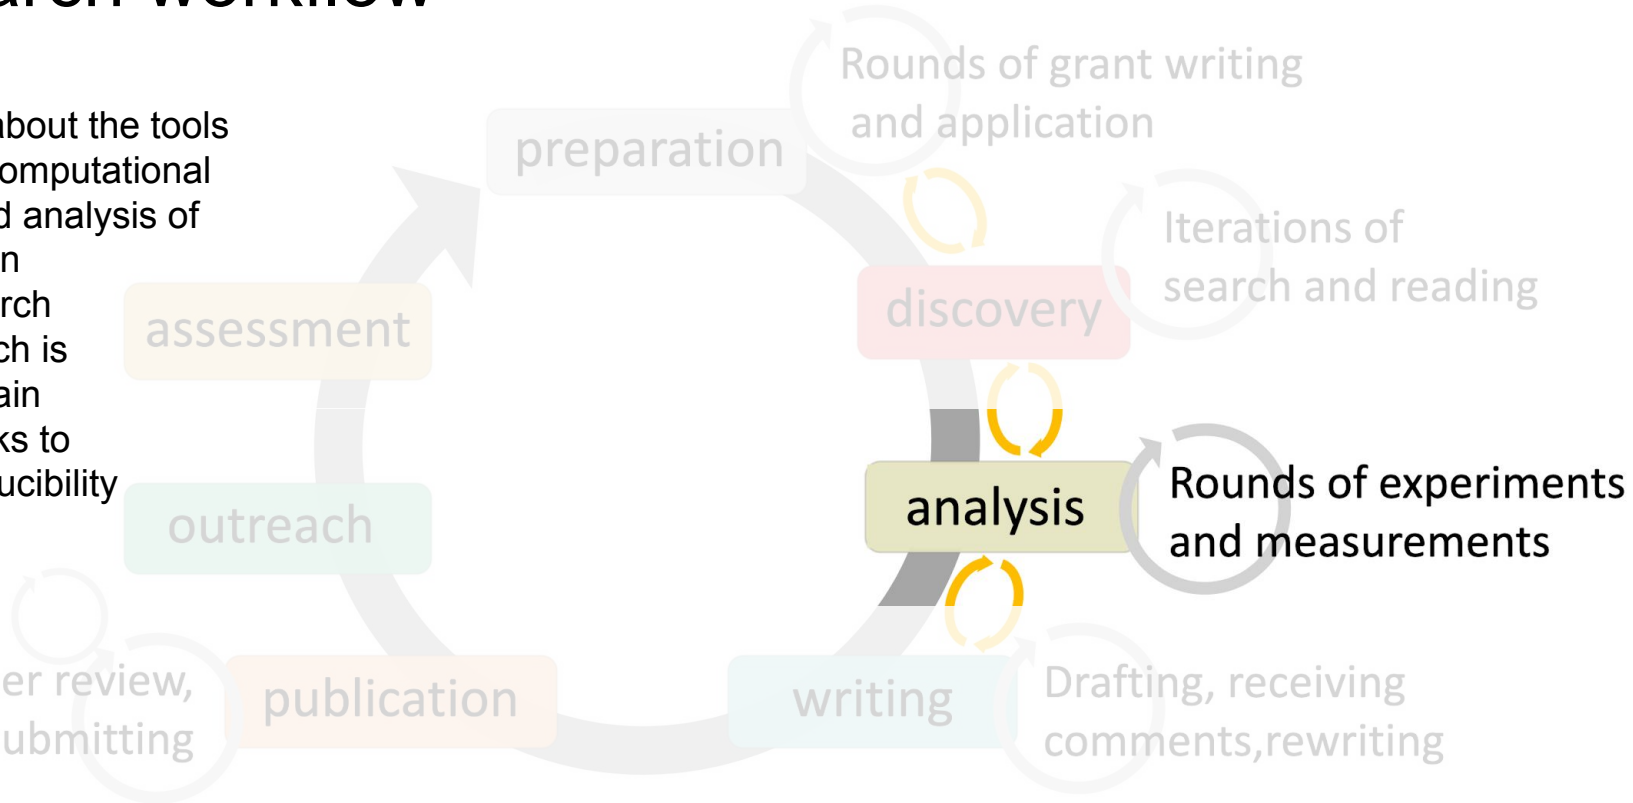 arch workflow
about the tools
omputational
d analysis of
n
rch
ch is
ain
ks to
ucibility
preparation
Rounds of grant writing
and application
discovery
Iterations of
search and reading
analysis
Rounds of experiments
and measurements
writing
Drafting, receiving
comments,rewriting
publication
er review,
ubmitting
outreach
assessment